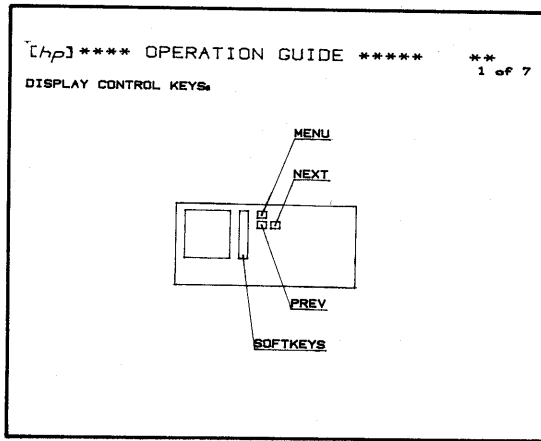 [hp]**** OPERATION GUIDE ***** **
1 of 7
DISPLAY CONTROL KEYS:
MENU
NEXT
PREV
SOFTKEYS